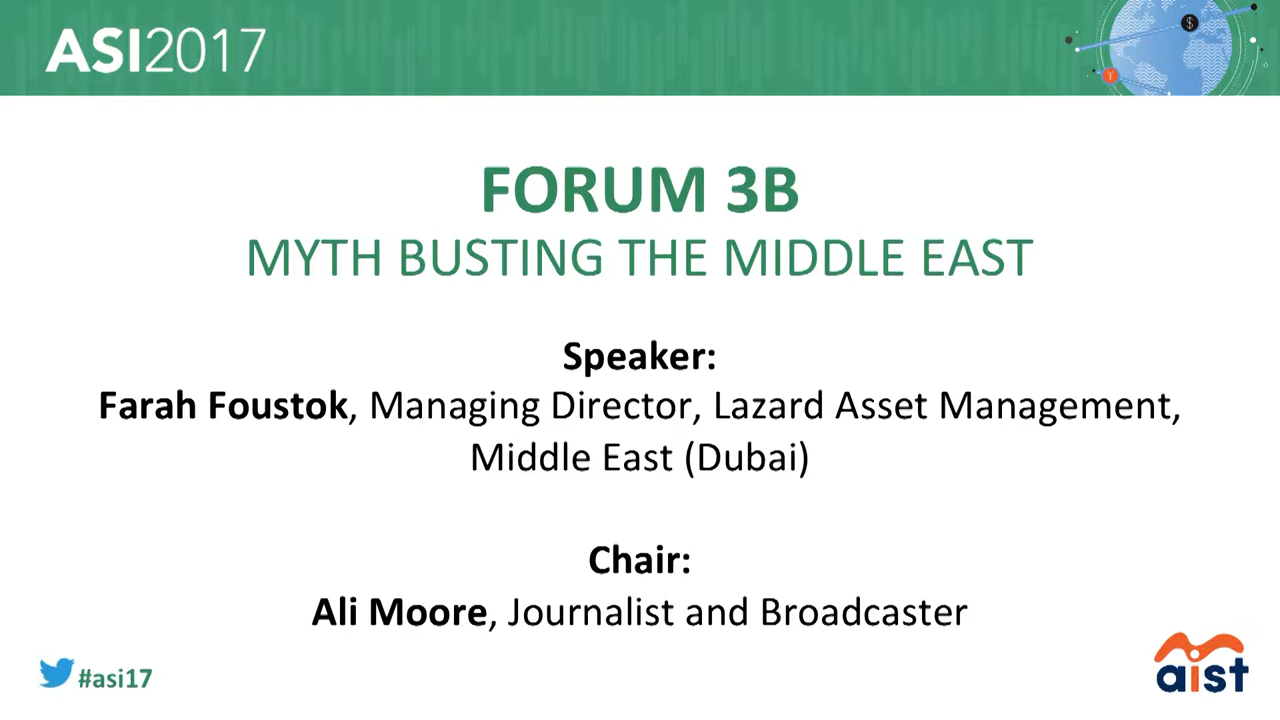 ASI2017
FORUM 3B
MYTH BUSTING THE MIDDLE EAST
Speaker:
Farah Foustok, Managing Director, Lazard Asset Management,
Middle East (Dubai)
Chair:
Ali Moore, Journalist and Broadcaster
#asi17
aist